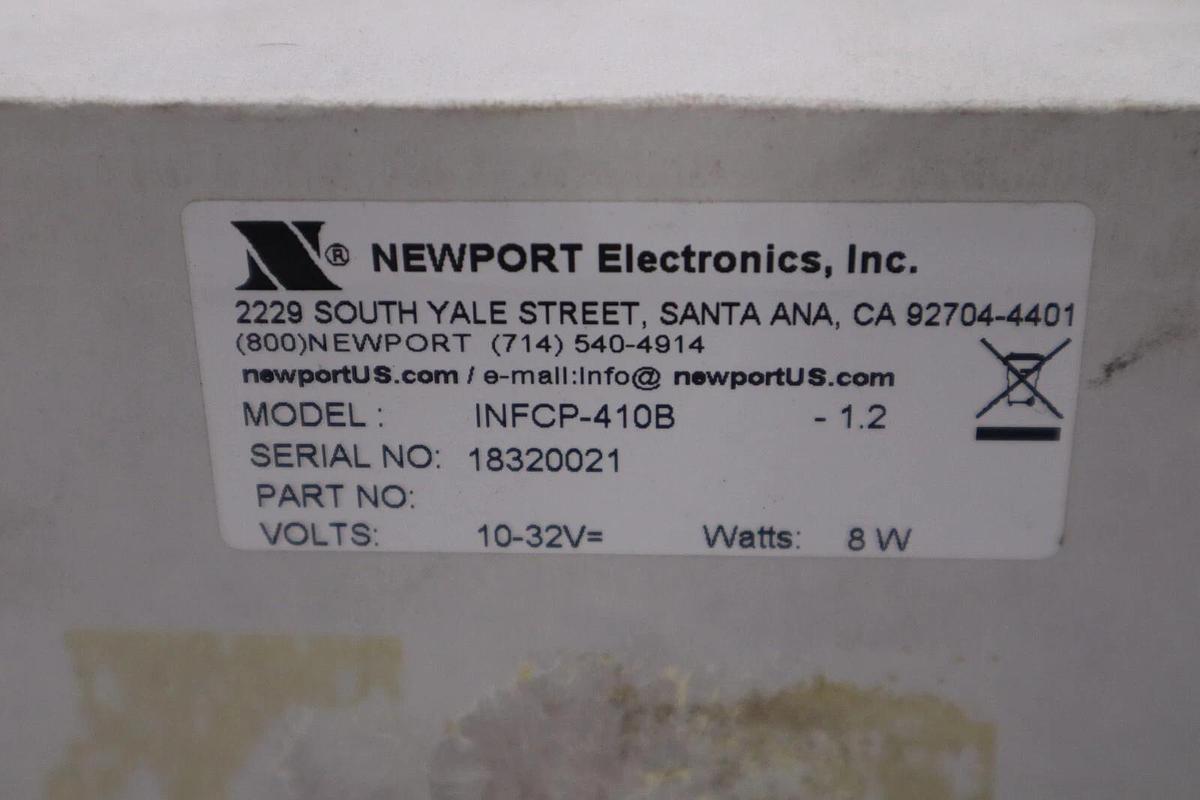 N® NEWPORT Electronics, Inc.
2229 SOUTH YALE STREET, SANTA ANA, CA 92704-4401
(800)NEWPORT (714) 540-4914
newportUS.com / e-mail:Info@ newportUS.com
MODEL : INFCP-410B - 1.2
SERIAL NO: 18320021
PART NO:
VOLTS: 10-32V= Watts: 8 W